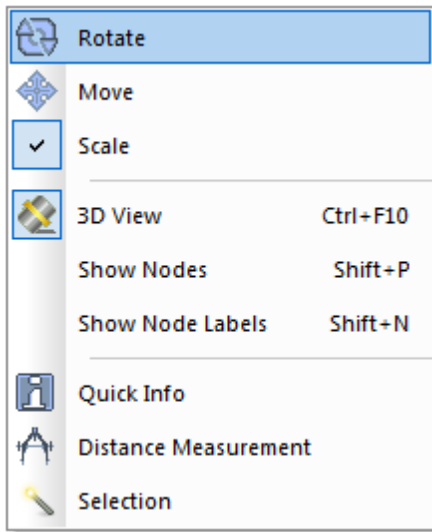 Rotate
Move
Scale
3D View Ctrl+F10
Show Nodes Shift+P
Show Node Labels Shift+N
Quick Info
Distance Measurement
Selection